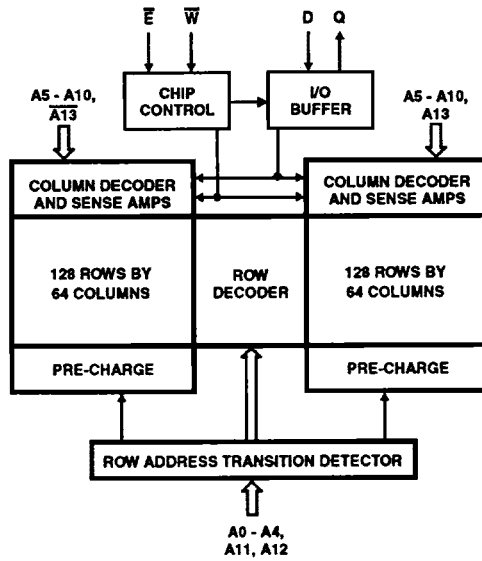 E̅ W̅ D Q
CHIP
CONTROL
I/O
BUFFER
A5 - A10,
A̅1̅3̅
A5 - A10,
A13
COLUMN DECODER
AND SENSE AMPS
COLUMN DECODER
AND SENSE AMPS
128 ROWS BY
64 COLUMNS
ROW
DECODER
128 ROWS BY
64 COLUMNS
PRE-CHARGE
PRE-CHARGE
ROW ADDRESS TRANSITION DETECTOR
A0 - A4,
A11, A12